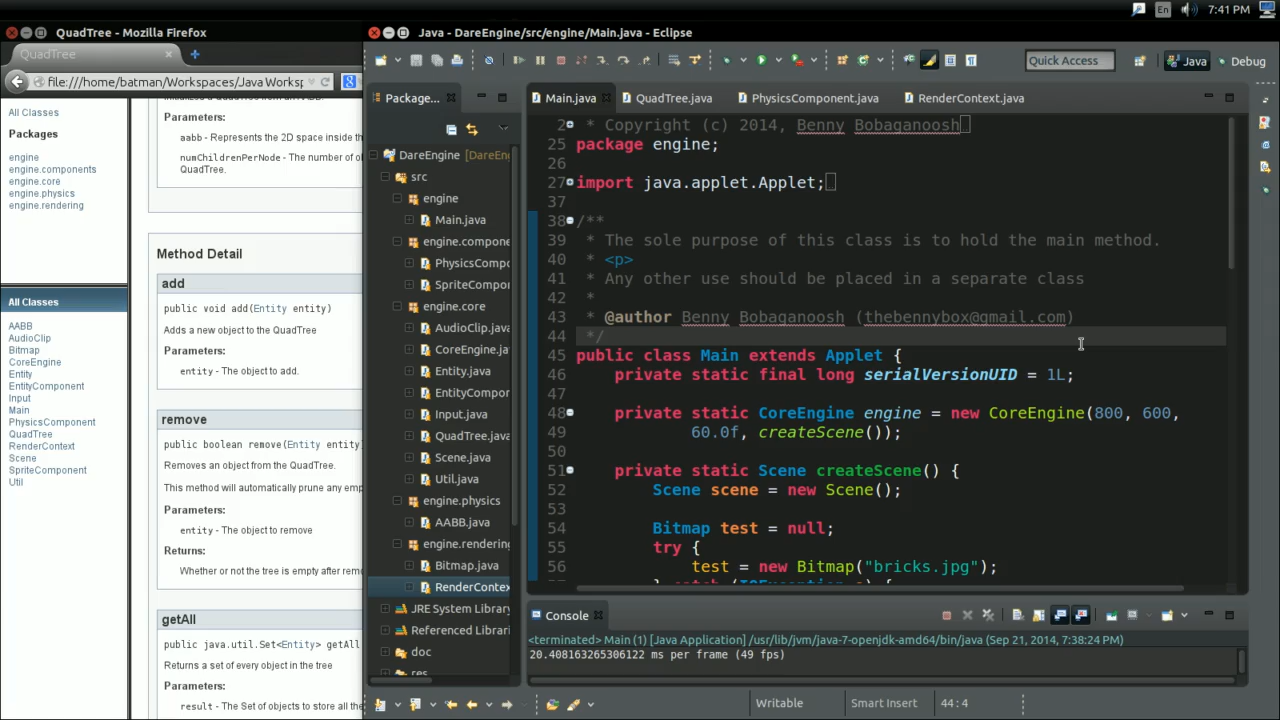 En
7:41 PM
QuadTree - Mozilla Firefox
QuadTree
file:///home/batman/Workspaces/Java Worksp
All Classes
Packages
engine
engine.components
engine.core
engine.physics
engine.rendering
All Classes
AABB
AudioClip
Bitmap
CoreEngine
Entity
EntityComponent
Input
Main
PhysicsComponent
QuadTree
RenderContext
Scene
SpriteComponent
Util
Parameters:
aabb - Represents the 2D space inside th
numChildrenPerNode - The number of ol
QuadTree.
Method Detail
add
public void add(Entity entity)
Adds a new object to the QuadTree
Parameters:
entity - The object to add.
remove
public boolean remove(Entity entity)
Removes an object from the QuadTree.
This method will automatically prune any emp
Parameters:
entity - The object to remove
Returns:
Whether or not the tree is empty after rem
getAll
public java.util.Set<Entity> getAll
Returns a set of every object in the tree
Parameters:
result - The Set of objects to store all the
Java - DareEngine/src/engine/Main.java - Eclipse
Quick Access
Java
Debug
Package...
DareEngine [DareEng
src
engine
Main.java
engine.compone
PhysicsCompo
SpriteCompon
engine.core
AudioClip.java
CoreEngine.ja
Entity.java
EntityCompor
Input.java
QuadTree.java
Scene.java
Util.java
engine.physics
AABB.java
engine.rendering
Bitmap.java
RenderContex
JRE System Library
Referenced Librari
doc
res
Main.java
QuadTree.java
PhysicsComponent.java
RenderContext.java
2 * Copyright (c) 2014, Benny Bobaganoosh
25 package engine;
26
27 import java.applet.Applet;
37
38 /**
39 * The sole purpose of this class is to hold the main method.
40 * <p>
41 * Any other use should be placed in a separate class
42 *
43 * @author Benny Bobaganoosh (thebennybox@gmail.com)
44 */
45 public class Main extends Applet {
46 private static final long serialVersionUID = 1L;
47
48 private static CoreEngine engine = new CoreEngine(800, 600,
49 60.0f, createScene());
50
51 private static Scene createScene() {
52 Scene scene = new Scene();
53
54 Bitmap test = null;
55 try {
56 test = new Bitmap("bricks.jpg");
Console
<terminated> Main (1) [Java Application] /usr/lib/jvm/java-7-openjdk-amd64/bin/java (Sep 21, 2014, 7:38:24 PM)
20.408163265306122 ms per frame (49 fps)
Writable
Smart Insert
44 : 4